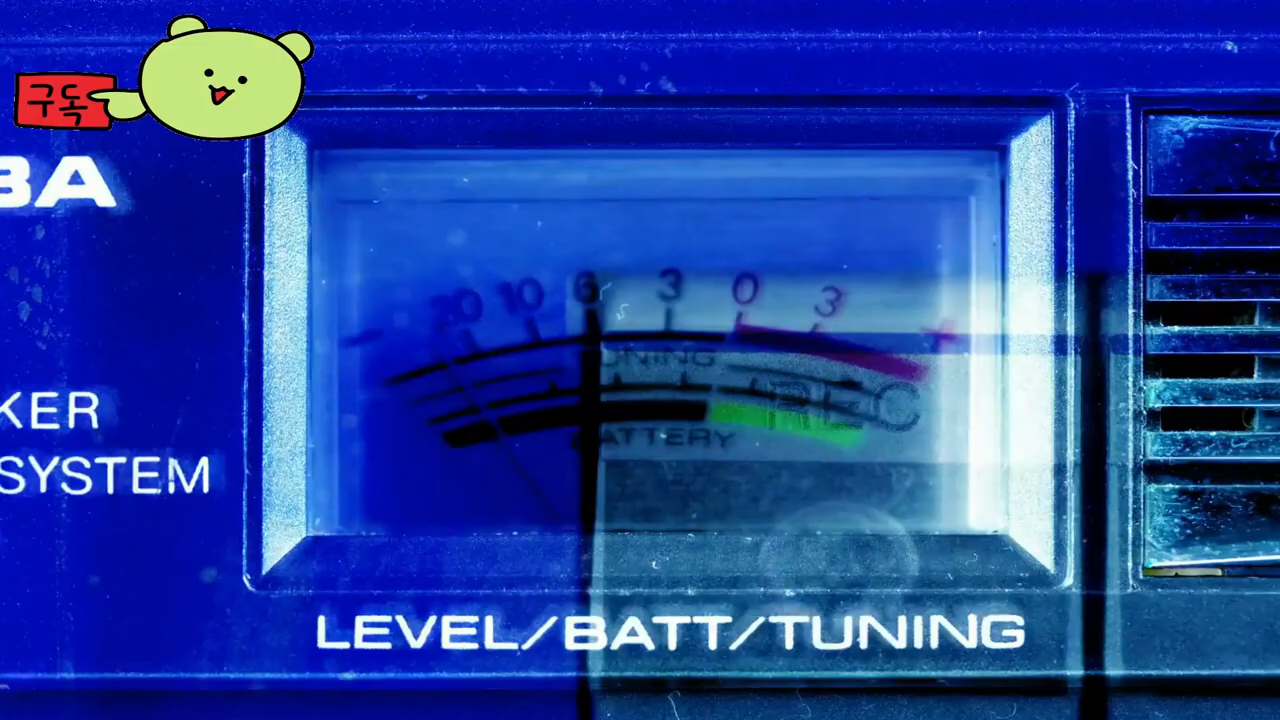 구독
BA
20 10 6 3 0 3
- +
TUNING
REC
BATTERY
KER
SYSTEM
LEVEL/BATT/TUNING